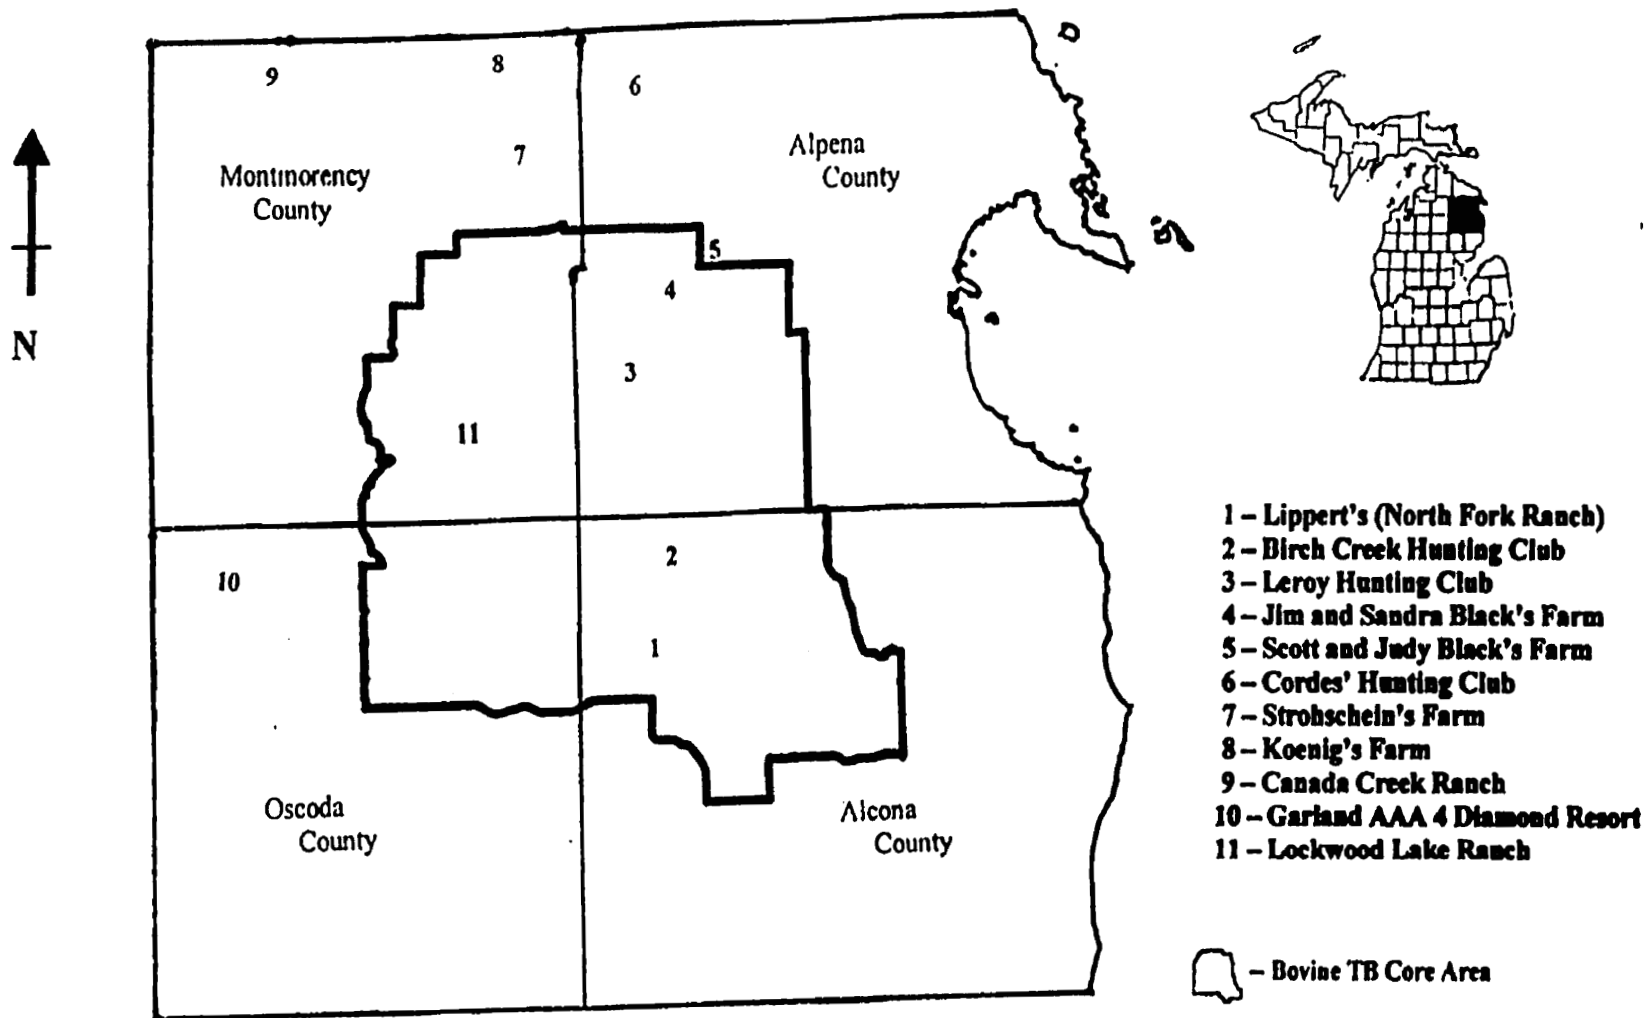 9
8
6
7
Alpena
County
Montmorency
County
5
4
N
3
11
2
10
1
Oscoda
County
Alcona
County
1 – Lippert's (North Fork Ranch)
2 – Birch Creek Hunting Club
3 – Leroy Hunting Club
4 – Jim and Sandra Black's Farm
5 – Scott and Judy Black's Farm
6 – Cordes' Hunting Club
7 – Strohschein's Farm
8 – Koenig's Farm
9 – Canada Creek Ranch
10 – Garland AAA 4 Diamond Resort
11 – Lockwood Lake Ranch
– Bovine TB Core Area